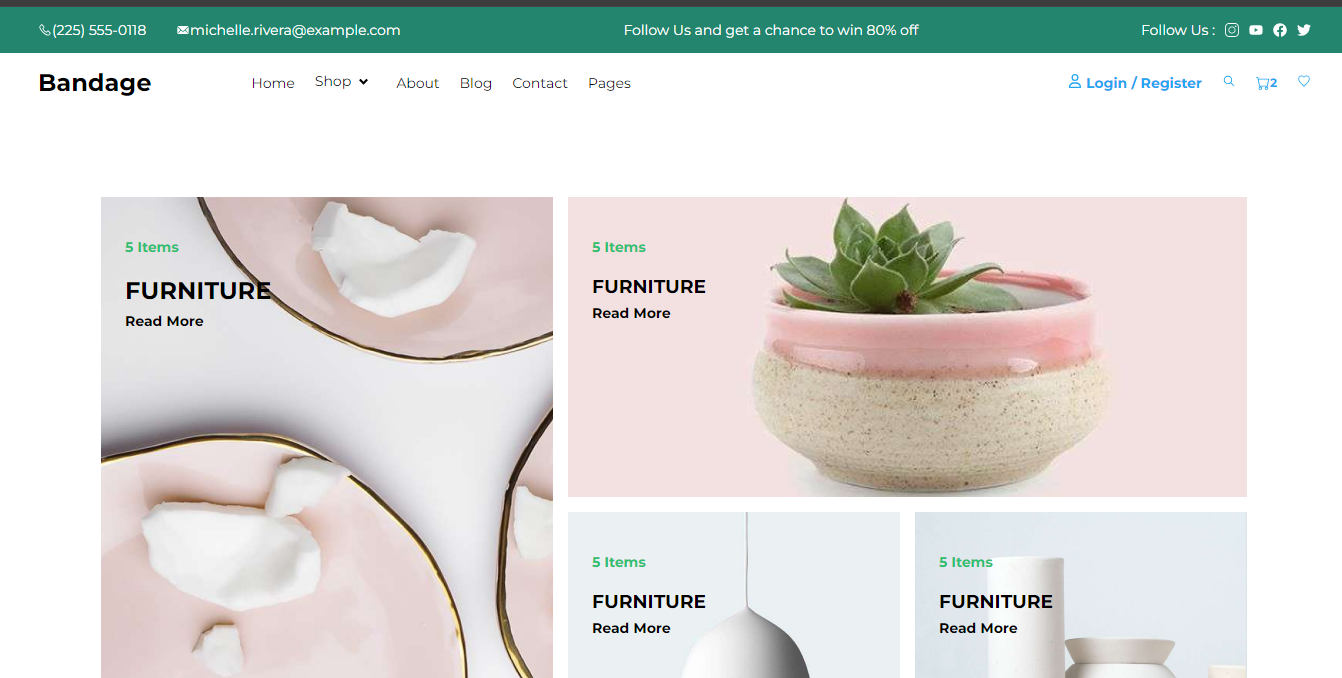 (225) 555-0118 michelle.rivera@example.com Follow Us and get a chance to win 80% off Follow Us :
Bandage Home Shop About Blog Contact Pages Login / Register 2
5 Items
FURNITURE
Read More
5 Items
FURNITURE
Read More
5 Items
FURNITURE
Read More
5 Items
FURNITURE
Read More